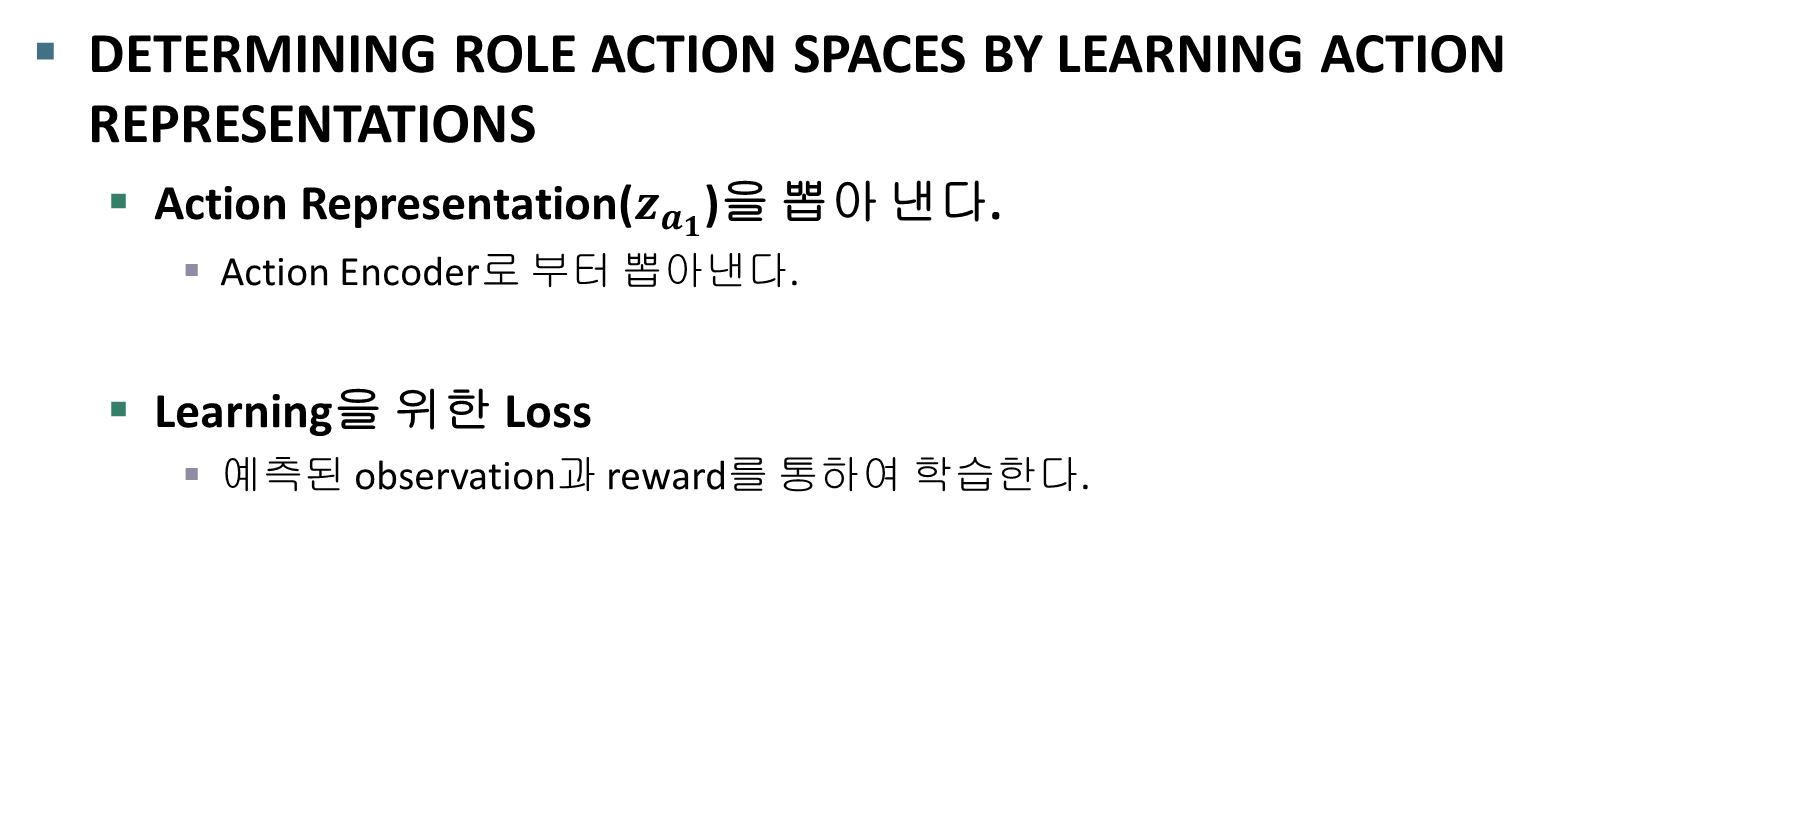 DETERMINING ROLE ACTION SPACES BY LEARNING ACTION
REPRESENTATIONS
Action Representation(𝒛𝒂₁)을 뽑아 낸다.
Action Encoder로 부터 뽑아낸다.
Learning을 위한 Loss
예측된 observation과 reward를 통하여 학습한다.